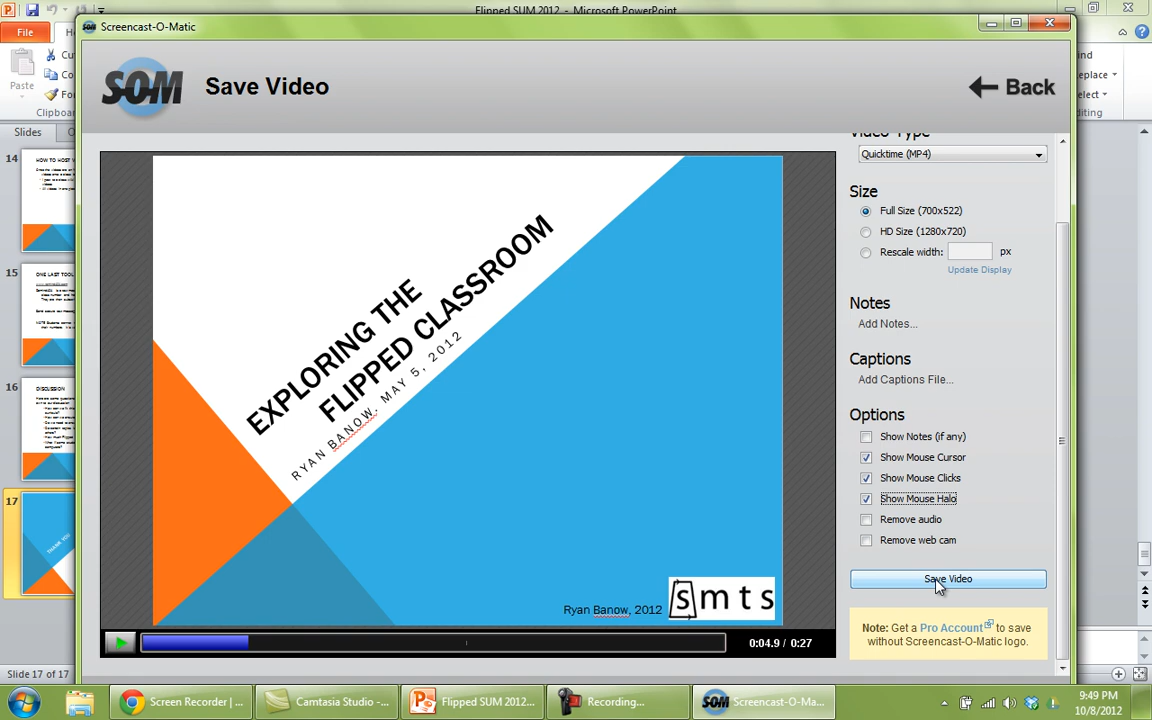 Flipped SUM 2012 - Microsoft PowerPoint
Screencast-O-Matic
File
Paste
Clipboard
Slides
SOM
Save Video
Back
Video Type
Quicktime (MP4)
Size
Full Size (700x522)
HD Size (1280x720)
Rescale width: px
Update Display
Notes
Add Notes...
Captions
Add Captions File...
Options
Show Notes (if any)
Show Mouse Cursor
Show Mouse Clicks
Show Mouse Halo
Remove audio
Remove web cam
Save Video
Note: Get a Pro Account to save
without Screencast-O-Matic logo.
EXPLORING THE
FLIPPED CLASSROOM
RYAN BANOW, MAY 5, 2012
Ryan Banow, 2012
smts
0:04.9 / 0:27
14
15
16
DISCUSSION
17
THANK YOU
Slide 17 of 17
Screen Recorder | ...
Camtasia Studio - ...
Flipped SUM 2012...
Recording...
SOM
Screencast-O-Ma...
9:49 PM
10/8/2012